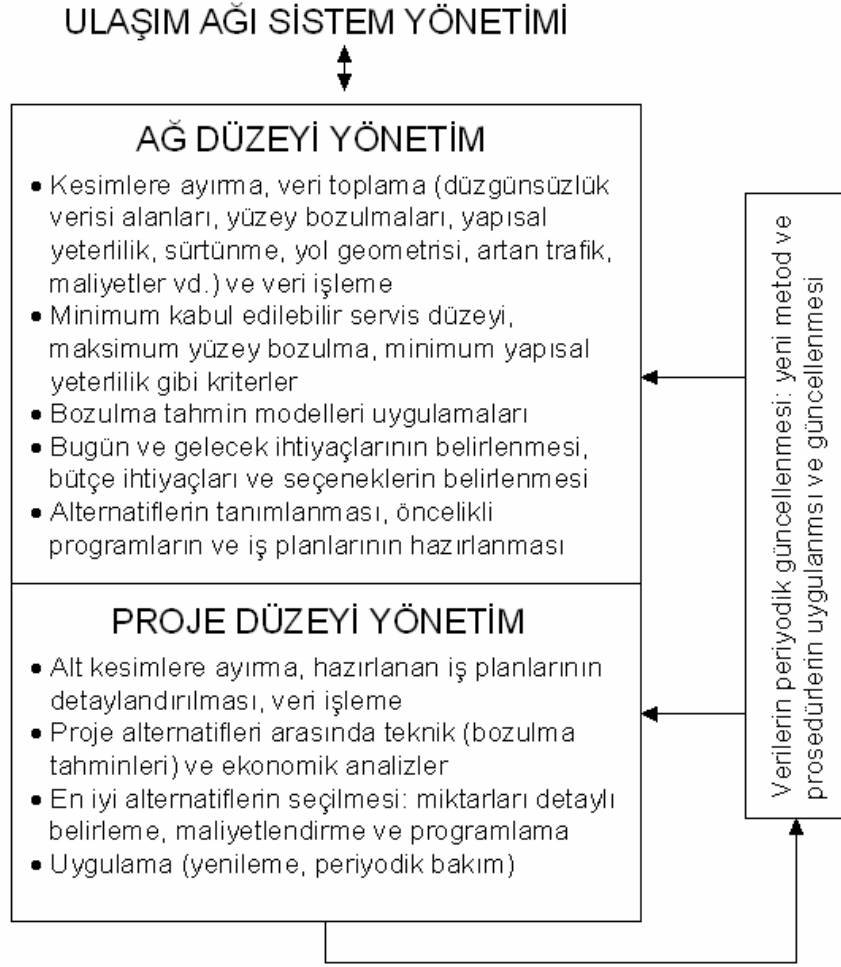 ULAŞIM AĞI SİSTEM YÖNETİMİ
AĞ DÜZEYİ YÖNETİM
• Kesimlere ayırma, veri toplama (düzgünsüzlük
verisi alanları, yüzey bozulmaları, yapısal
yeterlilik, sürtünme, yol geometrisi, artan trafik,
maliyetler vd.) ve veri işleme
• Minimum kabul edilebilir servis düzeyi,
maksimum yüzey bozulma, minimum yapısal
yeterlilik gibi kriterler
• Bozulma tahmin modelleri uygulamaları
• Bugün ve gelecek ihtiyaçlarının belirlenmesi,
bütçe ihtiyaçları ve seçeneklerin belirlenmesi
• Alternatiflerin tanımlanması, öncelikli
programların ve iş planlarının hazırlanması
PROJE DÜZEYİ YÖNETİM
• Alt kesimlere ayırma, hazırlanan iş planlarının
detaylandırılması, veri işleme
• Proje alternatifleri arasında teknik (bozulma
tahminleri) ve ekonomik analizler
• En iyi alternatiflerin seçilmesi: miktarları detaylı
belirleme, maliyetlendirme ve programlama
• Uygulama (yenileme, periyodik bakım)
Verilerin periyodik güncellenmesi: yeni metod ve
prosedürlerin uygulanmsı ve güncellenmesi